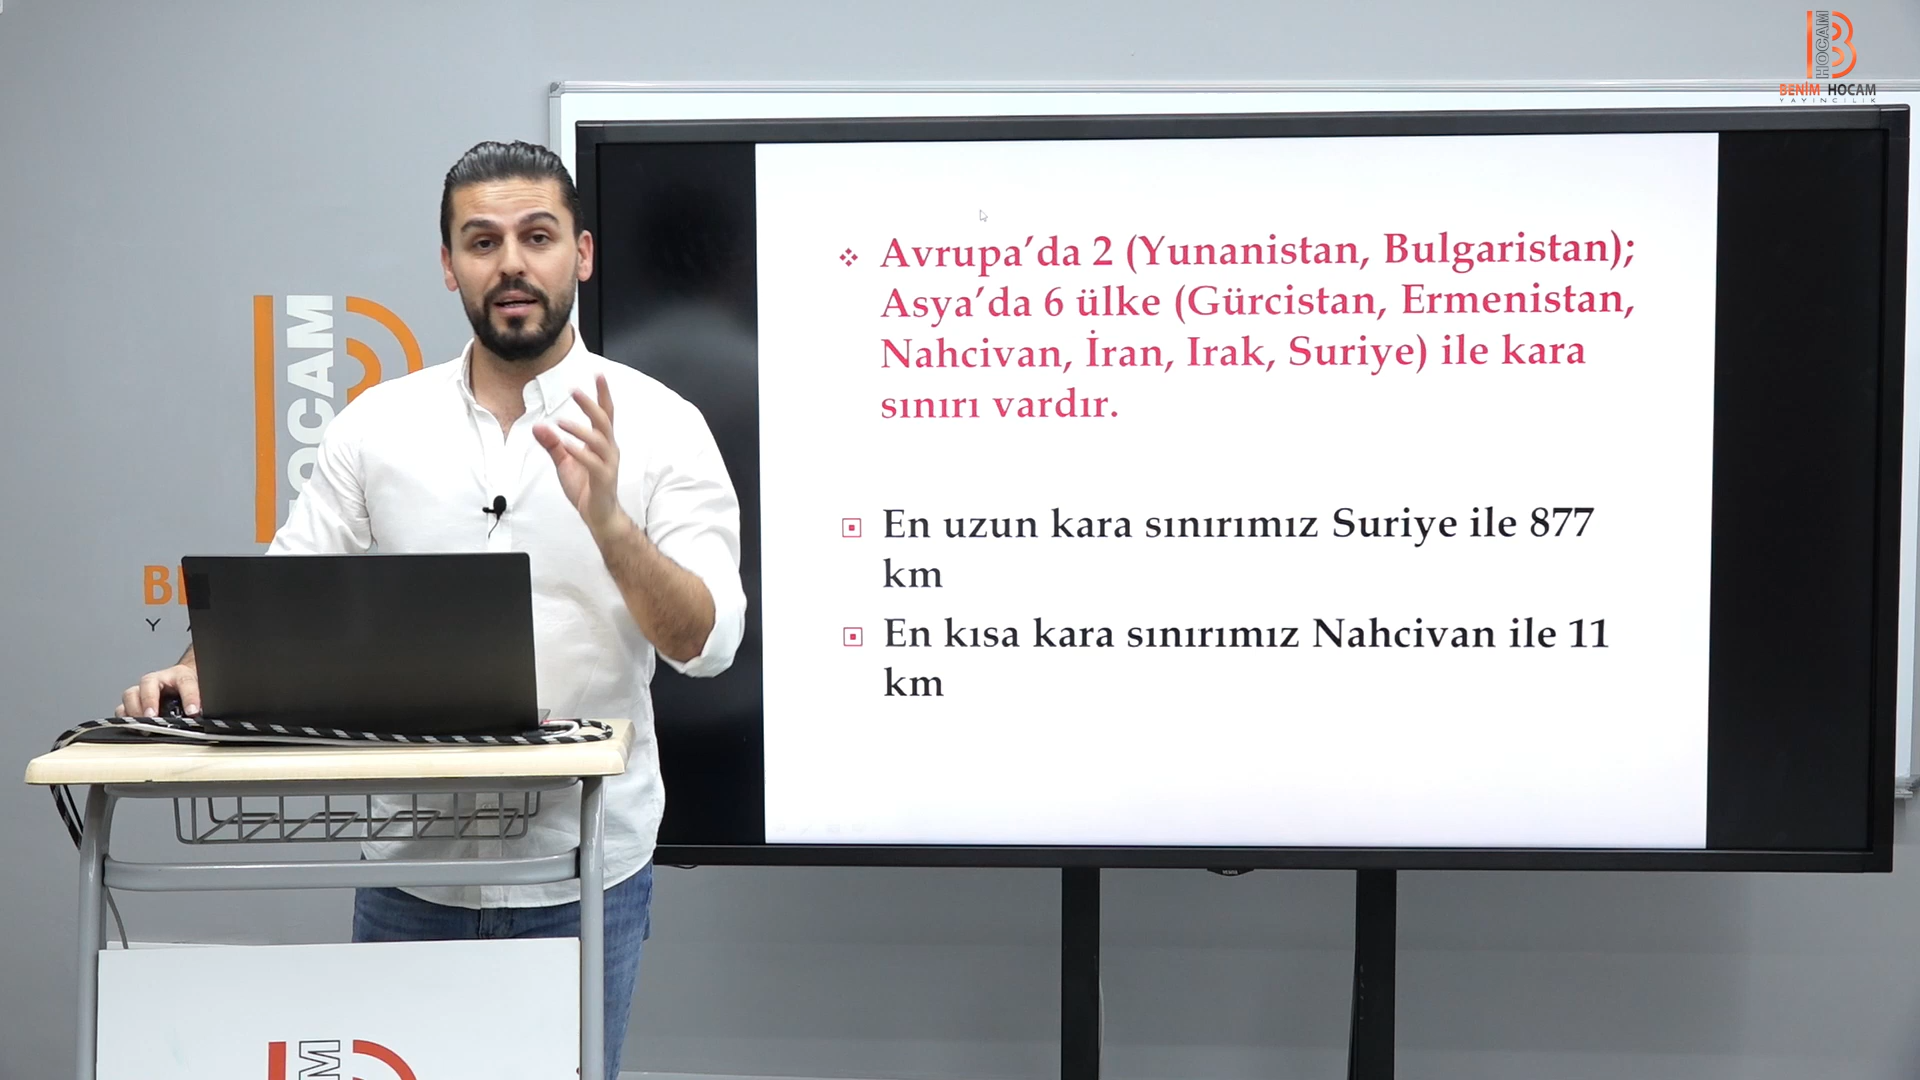 HOCAM
BENİM HOCAM
YAYINCILIK
Avrupa'da 2 (Yunanistan, Bulgaristan);
Asya'da 6 ülke (Gürcistan, Ermenistan,
Nahcivan, İran, Irak, Suriye) ile kara
sınırı vardır.
En uzun kara sınırımız Suriye ile 877
km
En kısa kara sınırımız Nahcivan ile 11
km
HOCAM